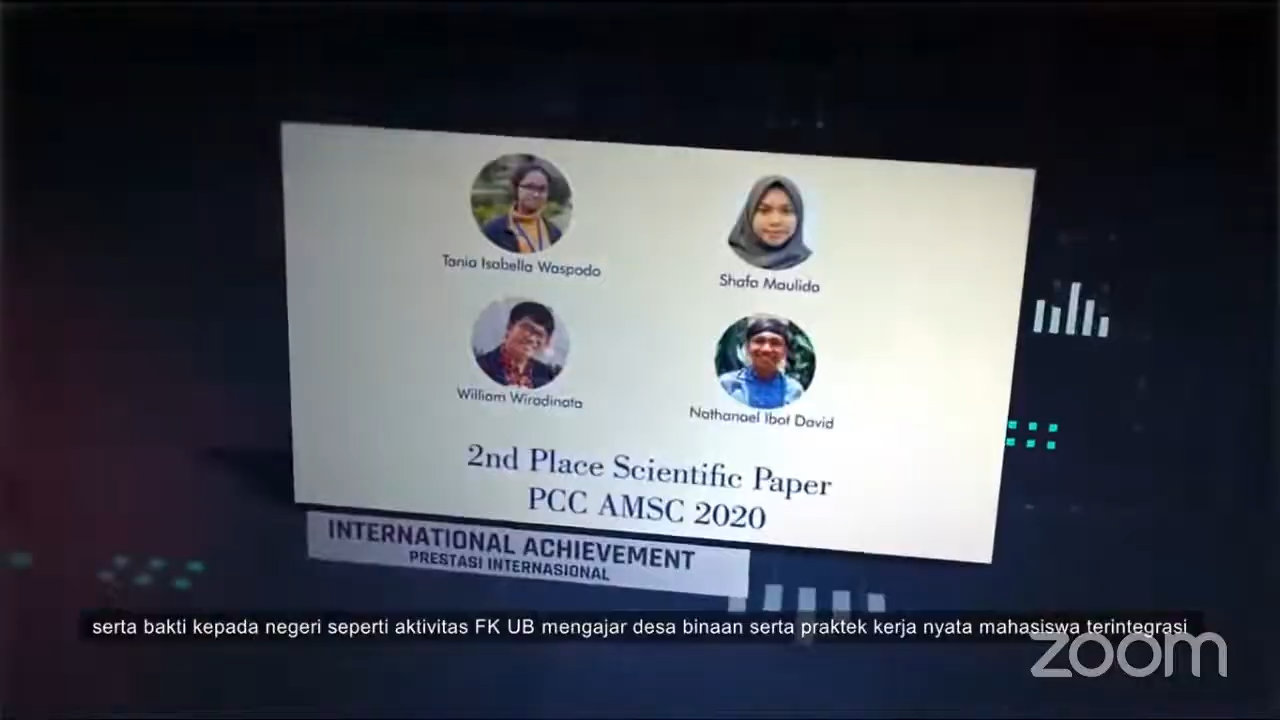 Tania Isabella Waspodo
Shafa Maulida
William Wiradinata
Nathanael Ibot David
2nd Place Scientific Paper
PCC AMSC 2020
INTERNATIONAL ACHIEVEMENT
PRESTASI INTERNASIONAL
serta bakti kepada negeri seperti aktivitas FK UB mengajar desa binaan serta praktek kerja nyata mahasiswa terintegrasi
zoom